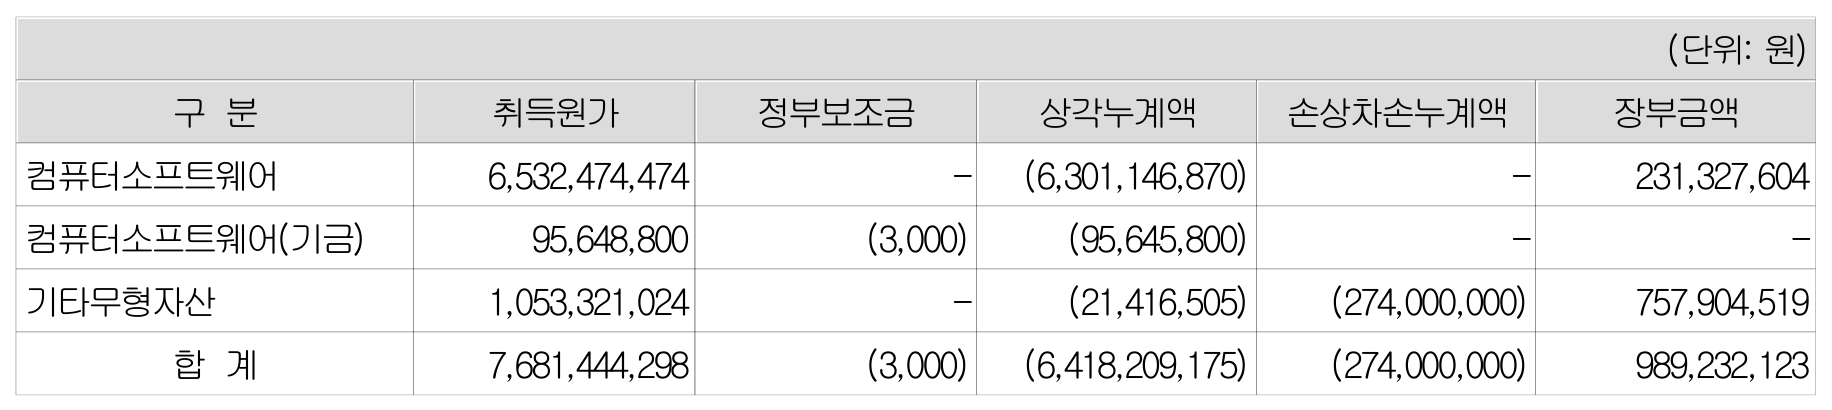 (단위: 원)
구 분 취득원가 정부보조금 상각누계액 손상차손누계액 장부금액
컴퓨터소프트웨어 6,532,474,474 - (6,301,146,870) - 231,327,604
컴퓨터소프트웨어(기금) 95,648,800 (3,000) (95,645,800) - -
기타무형자산 1,053,321,024 - (21,416,505) (274,000,000) 757,904,519
합 계 7,681,444,298 (3,000) (6,418,209,175) (274,000,000) 989,232,123